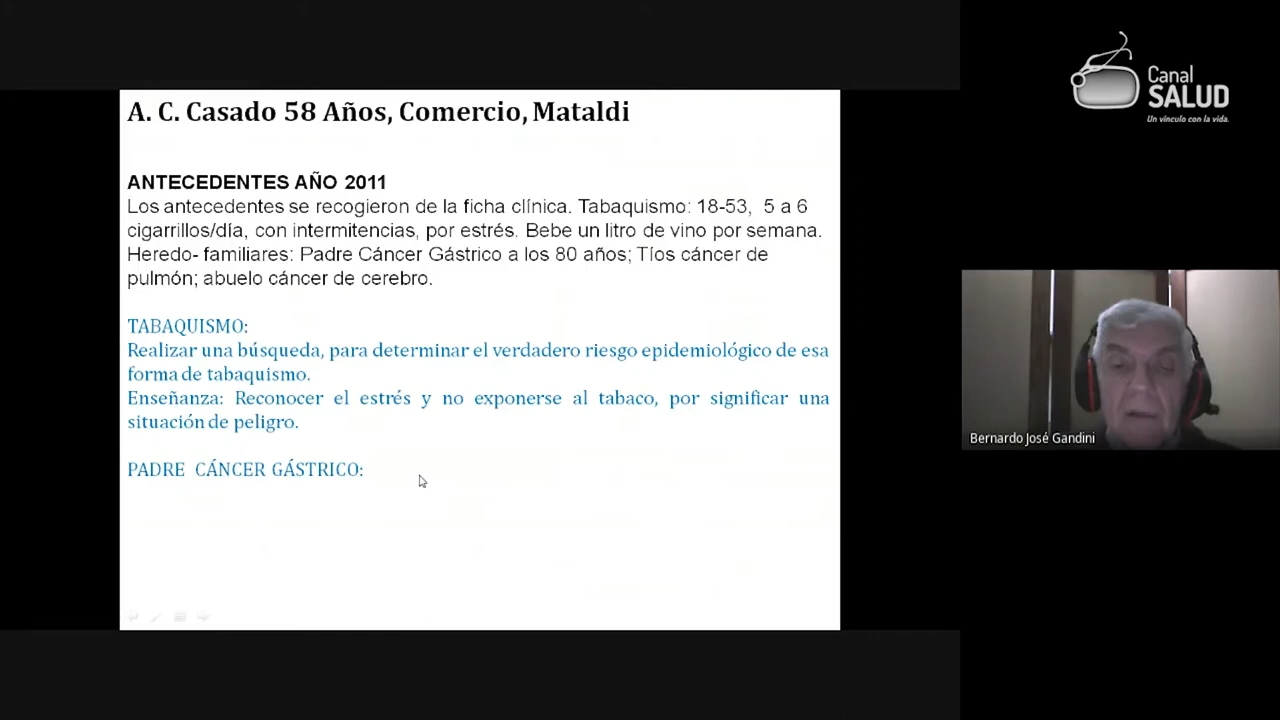 A. C. Casado 58 Años, Comercio, Mataldi
ANTECEDENTES AÑO 2011
Los antecedentes se recogieron de la ficha clínica. Tabaquismo: 18-53, 5 a 6
cigarrillos/día, con intermitencias, por estrés. Bebe un litro de vino por semana.
Heredo- familiares: Padre Cáncer Gástrico a los 80 años; Tíos cáncer de
pulmón; abuelo cáncer de cerebro.
TABAQUISMO:
Realizar una búsqueda, para determinar el verdadero riesgo epidemiológico de esa
forma de tabaquismo.
Enseñanza: Reconocer el estrés y no exponerse al tabaco, por significar una
situación de peligro.
PADRE CÁNCER GÁSTRICO:
Canal
SALUD
Un vínculo con la vida.
Bernardo José Gandini